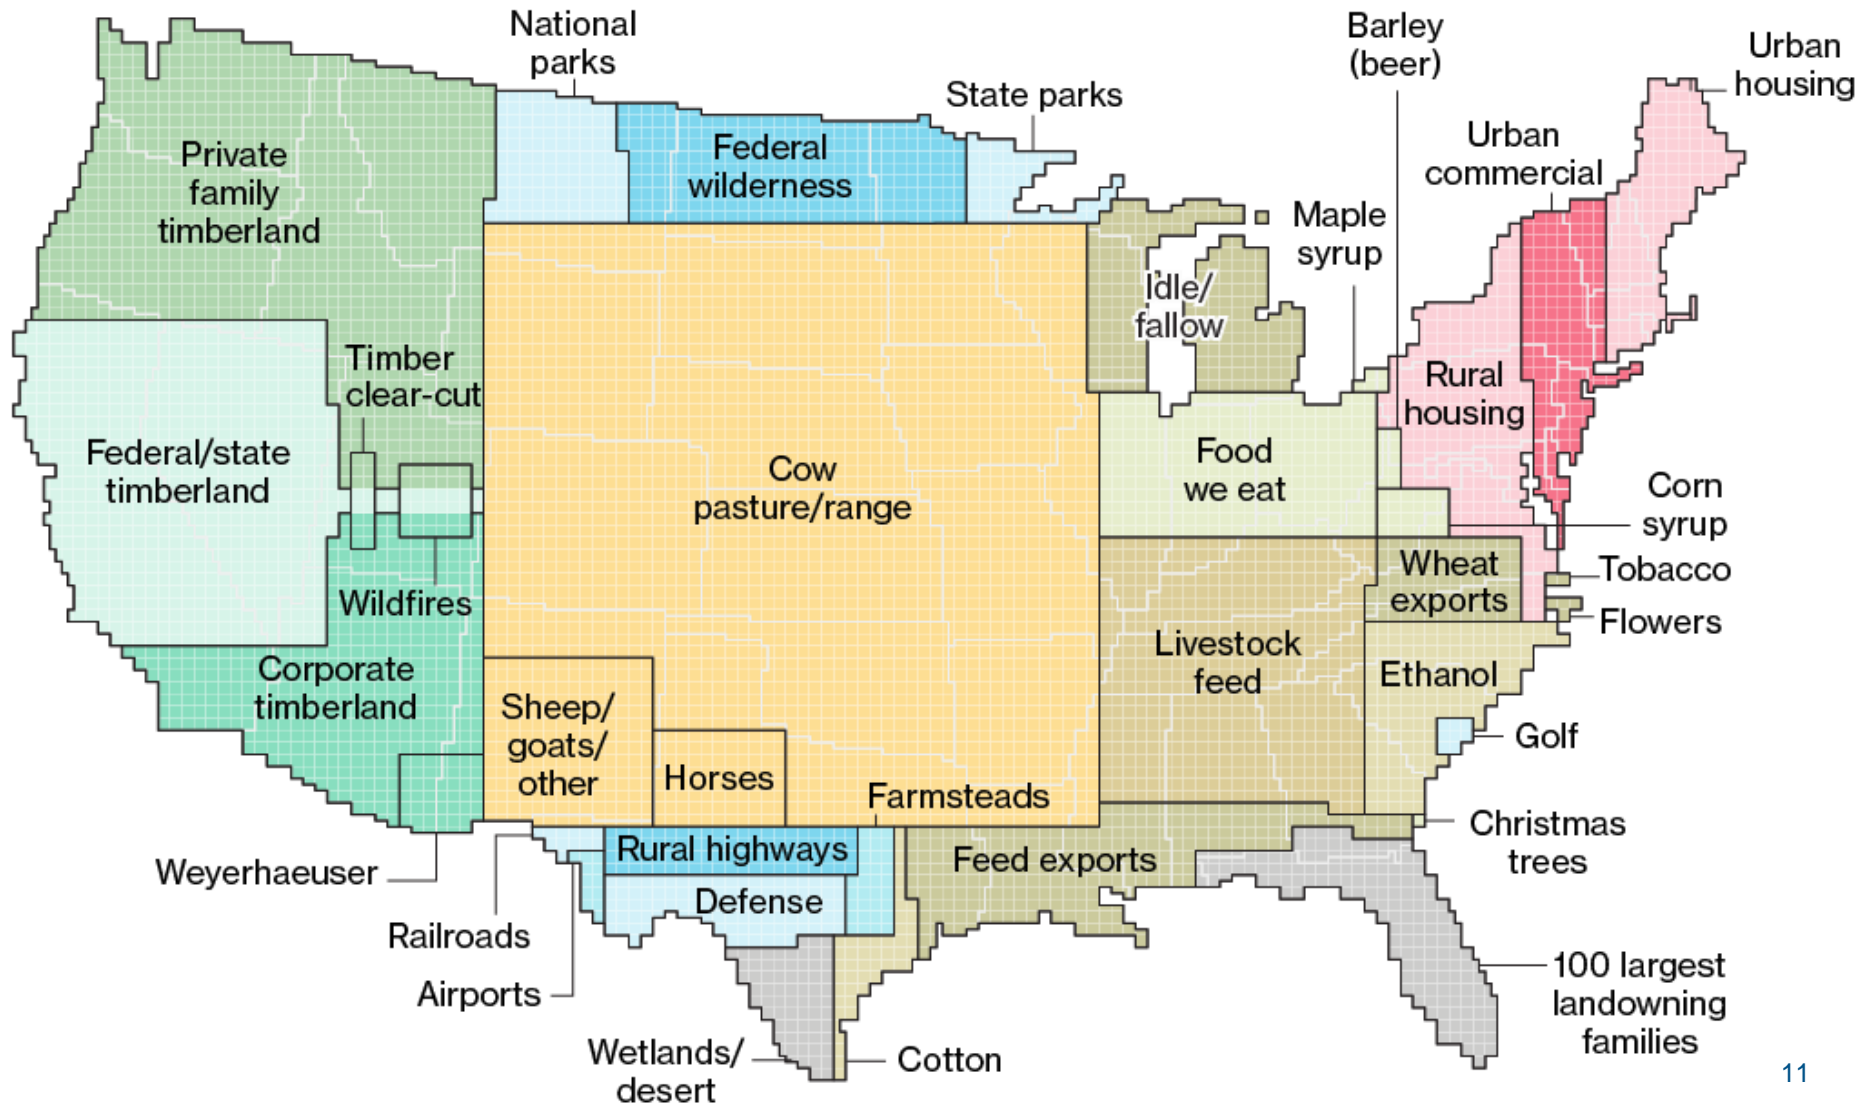 National
parks
Barley
(beer)
Urban
housing
State parks
Urban
commercial
Private
family
timberland
Federal
wilderness
Maple
syrup
Idle/
fallow
Timber
clear-cut
Rural
housing
Federal/state
timberland
Cow
pasture/range
Food
we eat
Corn
syrup
Wheat
exports
Tobacco
Wildfires
Flowers
Livestock
feed
Ethanol
Corporate
timberland
Sheep/
goats/
other
Golf
Horses
Farmsteads
Christmas
trees
Rural highways
Feed exports
Weyerhaeuser
Defense
Railroads
Airports
100 largest
landowning
families
Wetlands/
desert
Cotton
11